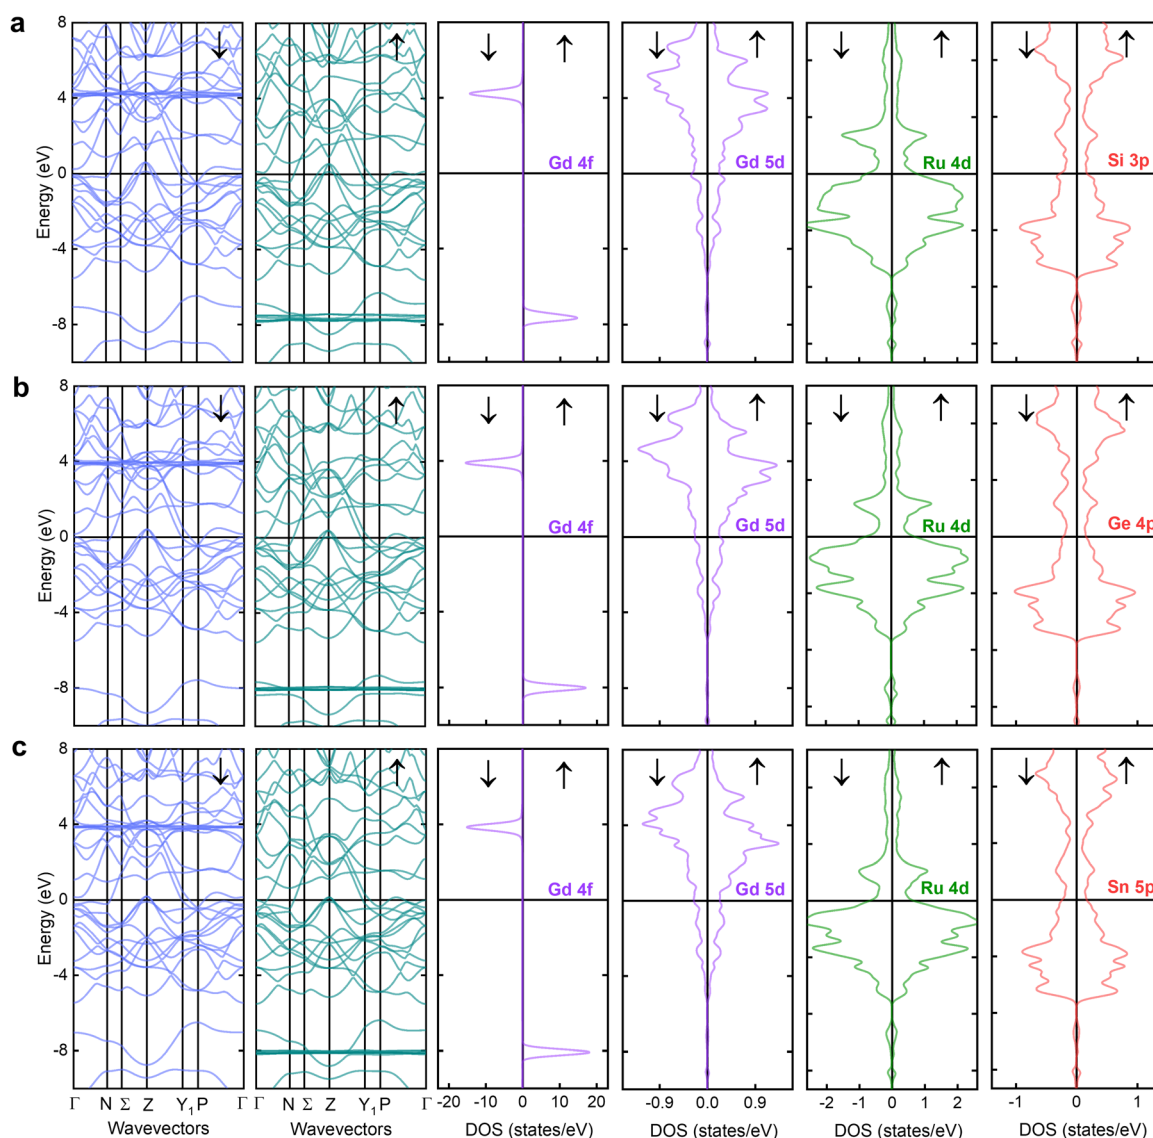 a
8
4
0
-4
-8
Energy (eV)
↓
↑
↓ ↑
Gd 4f
↓ ↑
Gd 5d
↓ ↑
Ru 4d
↓ ↑
Si 3p
b
8
4
0
-4
-8
Energy (eV)
↓
↑
↓ ↑
Gd 4f
↓ ↑
Gd 5d
↓ ↑
Ru 4d
↓ ↑
Ge 4p
c
8
4
0
-4
-8
Energy (eV)
↓
↑
↓ ↑
Gd 4f
↓ ↑
Gd 5d
↓ ↑
Ru 4d
↓ ↑
Sn 5p
Γ N Σ Z Y₁ P Γ
Wavevectors
N Σ Z Y₁ P Γ
Wavevectors
-20 -10 0 10 20
DOS (states/eV)
-0.9 0.0 0.9
DOS (states/eV)
-2 -1 0 1 2
DOS (states/eV)
-1 0 1
DOS (states/eV)